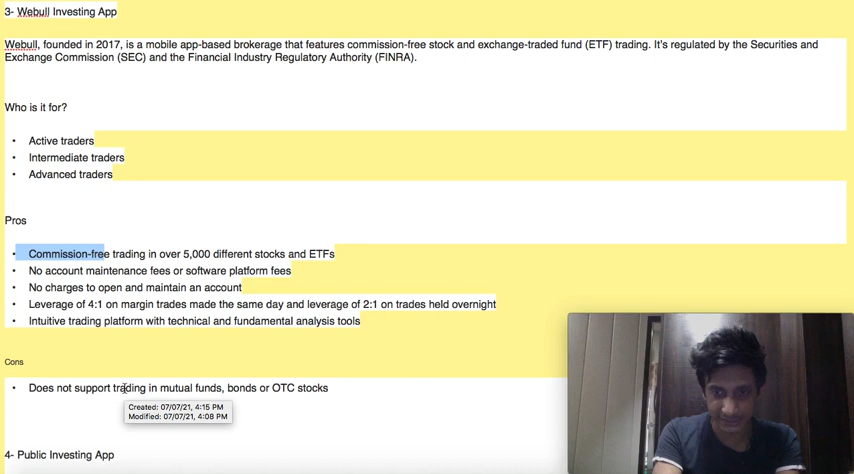 3- Webull Investing App
Webull, founded in 2017, is a mobile app-based brokerage that features commission-free stock and exchange-traded fund (ETF) trading. It's regulated by the Securities and
Exchange Commission (SEC) and the Financial Industry Regulatory Authority (FINRA).
Who is it for?
• Active traders
• Intermediate traders
• Advanced traders
Pros
• Commission-free trading in over 5,000 different stocks and ETFs
• No account maintenance fees or software platform fees
• No charges to open and maintain an account
• Leverage of 4:1 on margin trades made the same day and leverage of 2:1 on trades held overnight
• Intuitive trading platform with technical and fundamental analysis tools
Cons
• Does not support trading in mutual funds, bonds or OTC stocks
Created: 07/07/21, 4:15 PM
Modified: 07/07/21, 4:08 PM
4- Public Investing App